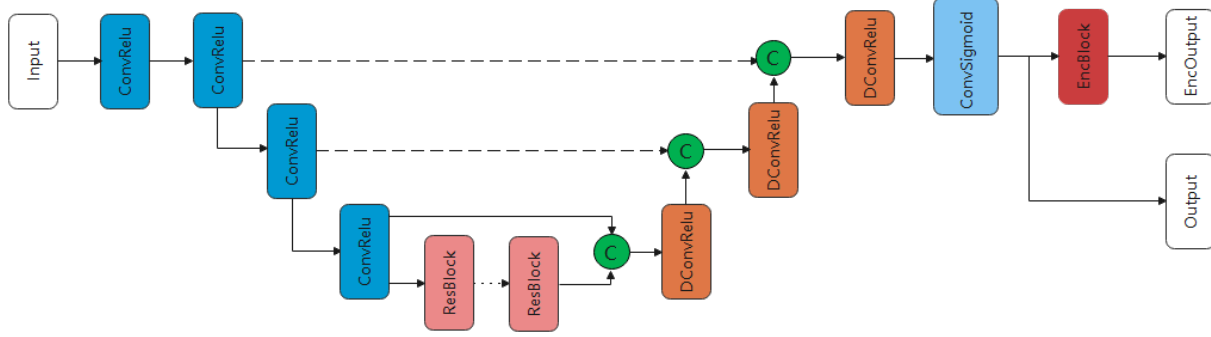 Input
ConvRelu
ConvRelu
C
DConvRelu
ConvSigmoid
EncBlock
EncOutput
ConvRelu
C
DConvRelu
Output
ConvRelu
ResBlock
ResBlock
C
DConvRelu